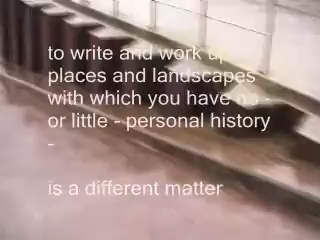 to write and work up
places and landscapes
with which you have no -
or little - personal history
-
is a different matter